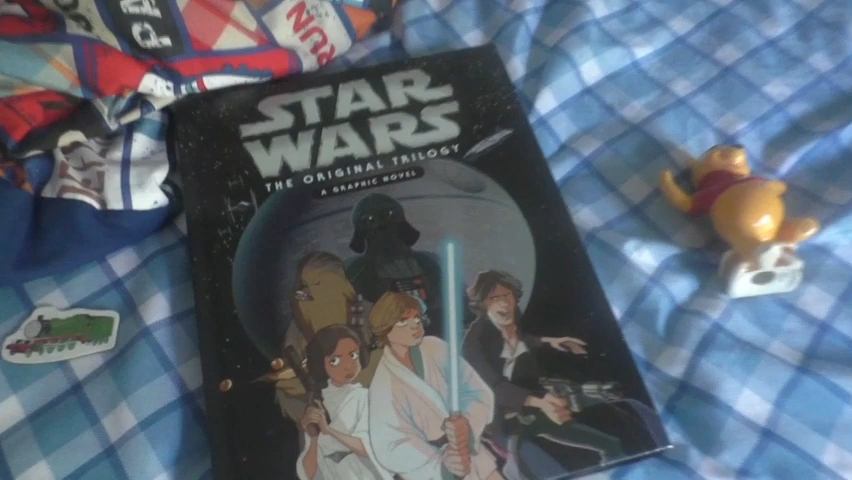 RUN
STAR
WARS
THE ORIGINAL TRILOGY
A GRAPHIC NOVEL